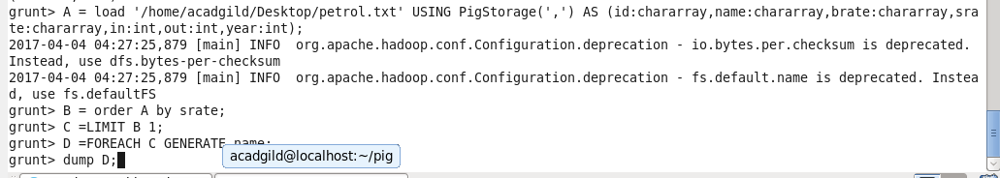 grunt> A = load '/home/acadgild/Desktop/petrol.txt' USING PigStorage(',') AS (id:chararray,name:chararray,brate:chararray,sra
te:chararray,in:int,out:int,year:int);
2017-04-04 04:27:25,879 [main] INFO  org.apache.hadoop.conf.Configuration.deprecation - io.bytes.per.checksum is deprecated.
Instead, use dfs.bytes-per-checksum
2017-04-04 04:27:25,879 [main] INFO  org.apache.hadoop.conf.Configuration.deprecation - fs.default.name is deprecated. Instea
d, use fs.defaultFS
grunt> B = order A by srate;
grunt> C =LIMIT B 1;
grunt> D =FOREACH C GENERATE name;
grunt> dump D;
acadgild@localhost:~/pig